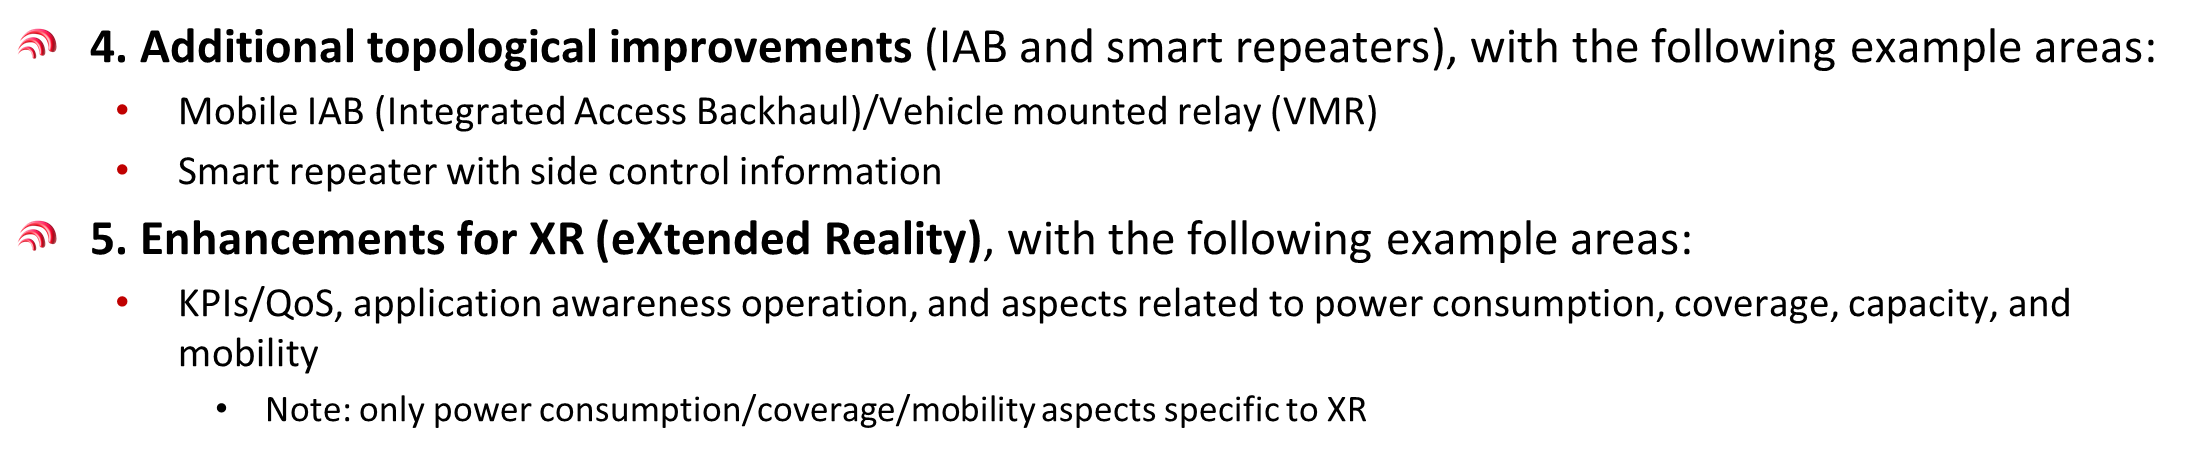 4. Additional topological improvements (IAB and smart repeaters), with the following example areas:
• Mobile IAB (Integrated Access Backhaul)/Vehicle mounted relay (VMR)
• Smart repeater with side control information
5. Enhancements for XR (eXtended Reality), with the following example areas:
• KPIs/QoS, application awareness operation, and aspects related to power consumption, coverage, capacity, and
mobility
• Note: only power consumption/coverage/mobility aspects specific to XR